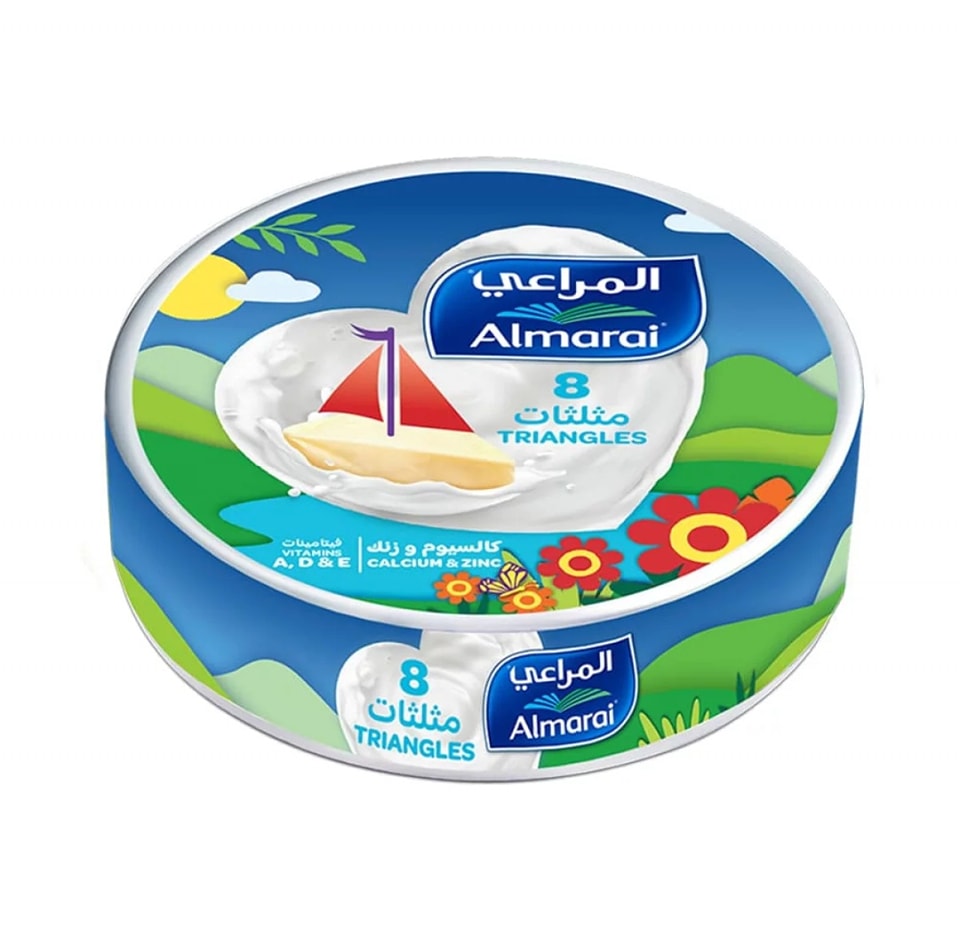 المراعي
Almarai
8
مثلثات
TRIANGLES
فيتامينات
VITAMINS
A, D & E
كالسيوم و زنك
CALCIUM & ZINC
8
مثلثات
TRIANGLES
المراعي
Almarai